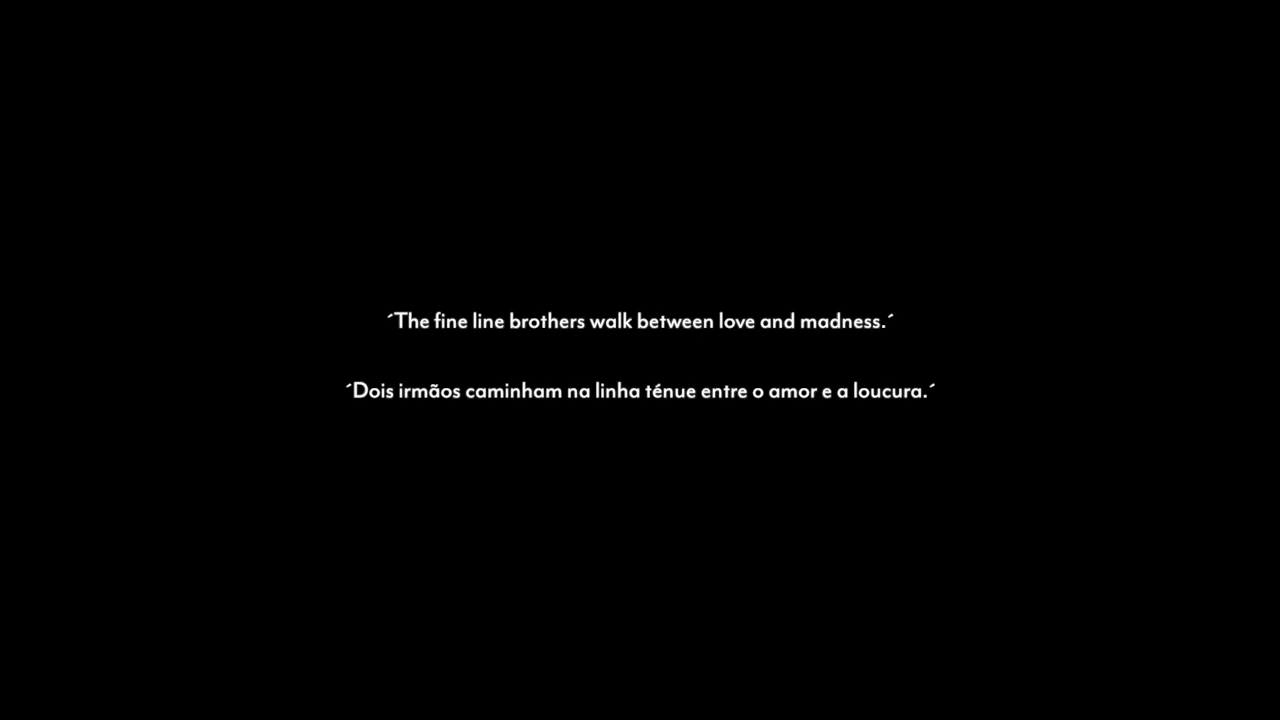 ´The fine line brothers walk between love and madness.´
´Dois irmãos caminham na linha ténue entre o amor e a loucura.´